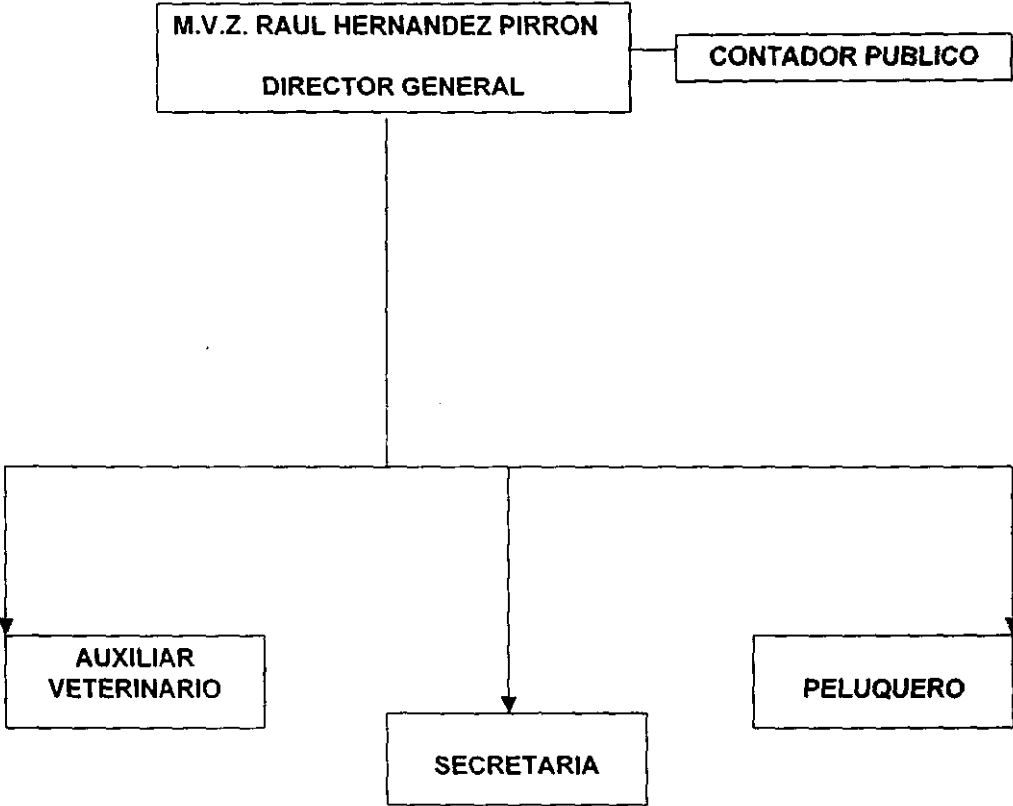 M.V.Z. RAUL HERNANDEZ PIRRON
DIRECTOR GENERAL
CONTADOR PUBLICO
AUXILIAR
VETERINARIO
SECRETARIA
PELUQUERO